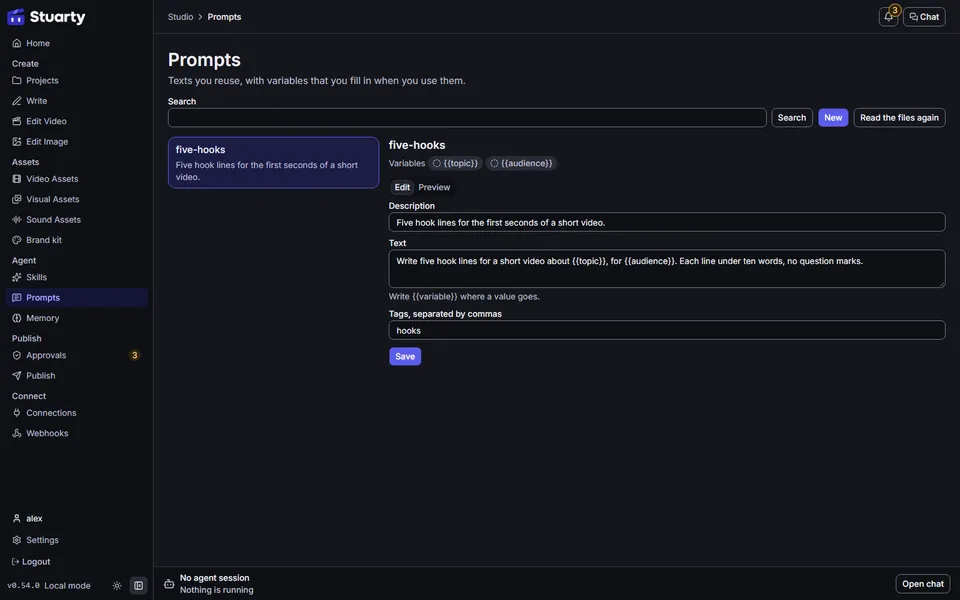 Stuarty
Studio > Prompts
3
Chat
Home
Create
Projects
Write
Edit Video
Edit Image
Assets
Video Assets
Visual Assets
Sound Assets
Brand kit
Agent
Skills
Prompts
Memory
Publish
Approvals 3
Publish
Connect
Connections
Webhooks
alex
Settings
Logout
v0.54.0 Local mode
Prompts
Texts you reuse, with variables that you fill in when you use them.
Search
Search New Read the files again
five-hooks
Five hook lines for the first seconds of a short
video.
five-hooks
Variables {{topic}} {{audience}}
Edit Preview
Description
Five hook lines for the first seconds of a short video.
Text
Write five hook lines for a short video about {{topic}}, for {{audience}}. Each line under ten words, no question marks.
Write {{variable}} where a value goes.
Tags, separated by commas
hooks
Save
No agent session
Nothing is running
Open chat